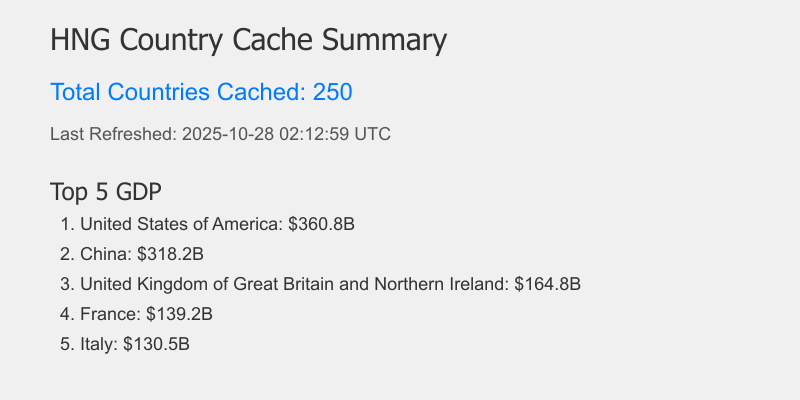 HNG Country Cache Summary
Total Countries Cached: 250
Last Refreshed: 2025-10-28 02:12:59 UTC
Top 5 GDP
1. United States of America: $360.8B
2. China: $318.2B
3. United Kingdom of Great Britain and Northern Ireland: $164.8B
4. France: $139.2B
5. Italy: $130.5B